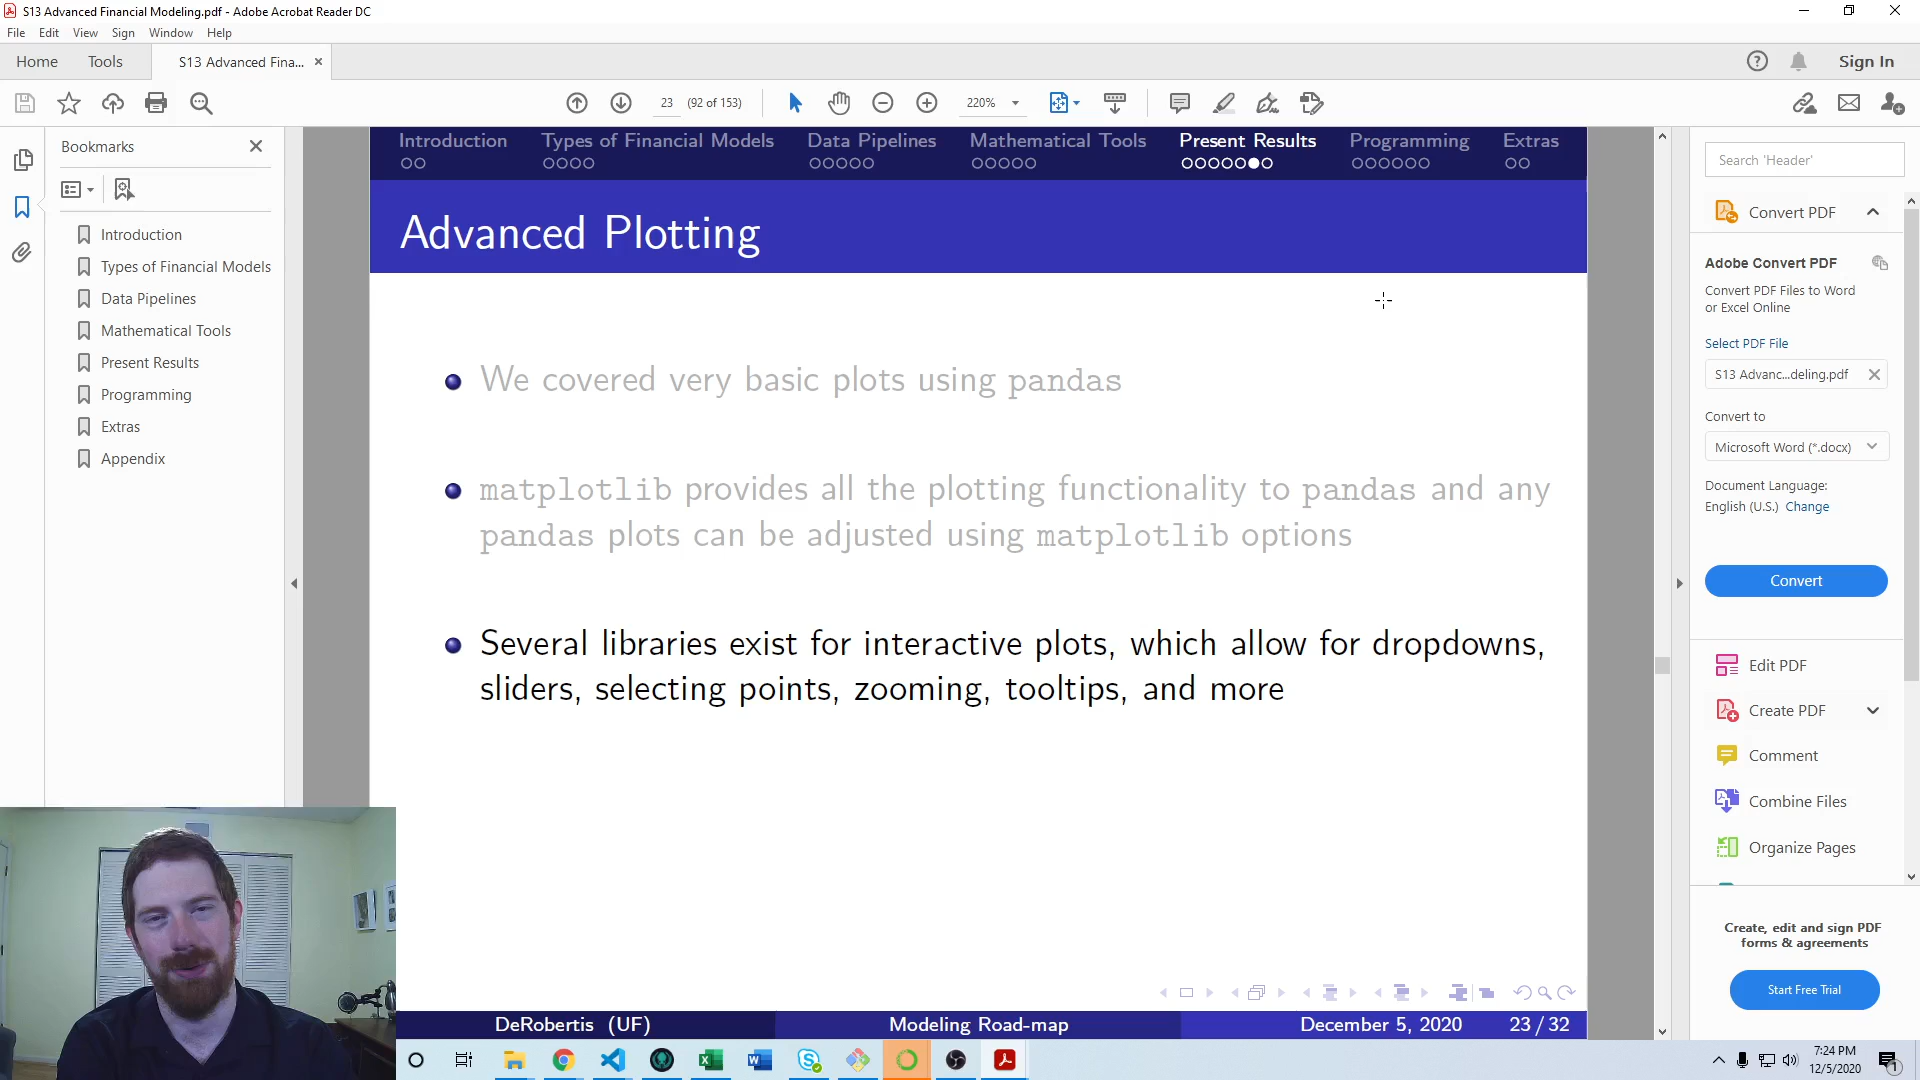 S13 Advanced Financial Modeling.pdf - Adobe Acrobat Reader DC
File Edit View Sign Window Help
Home Tools S13 Advanced Fina... Sign In
23 (92 of 153) 220%
Bookmarks
Introduction
Types of Financial Models
Data Pipelines
Mathematical Tools
Present Results
Programming
Extras
Appendix
Introduction Types of Financial Models Data Pipelines Mathematical Tools Present Results Programming Extras
Advanced Plotting
We covered very basic plots using pandas
matplotlib provides all the plotting functionality to pandas and any
pandas plots can be adjusted using matplotlib options
Several libraries exist for interactive plots, which allow for dropdowns,
sliders, selecting points, zooming, tooltips, and more
DeRobertis (UF) Modeling Road-map December 5, 2020 23 / 32
Search 'Header'
Convert PDF
Adobe Convert PDF
Convert PDF Files to Word
or Excel Online
Select PDF File
S13 Advanc...deling.pdf
Convert to
Microsoft Word (*.docx)
Document Language:
English (U.S.) Change
Convert
Edit PDF
Create PDF
Comment
Combine Files
Organize Pages
Create, edit and sign PDF
forms & agreements
Start Free Trial
7:24 PM
12/5/2020
1